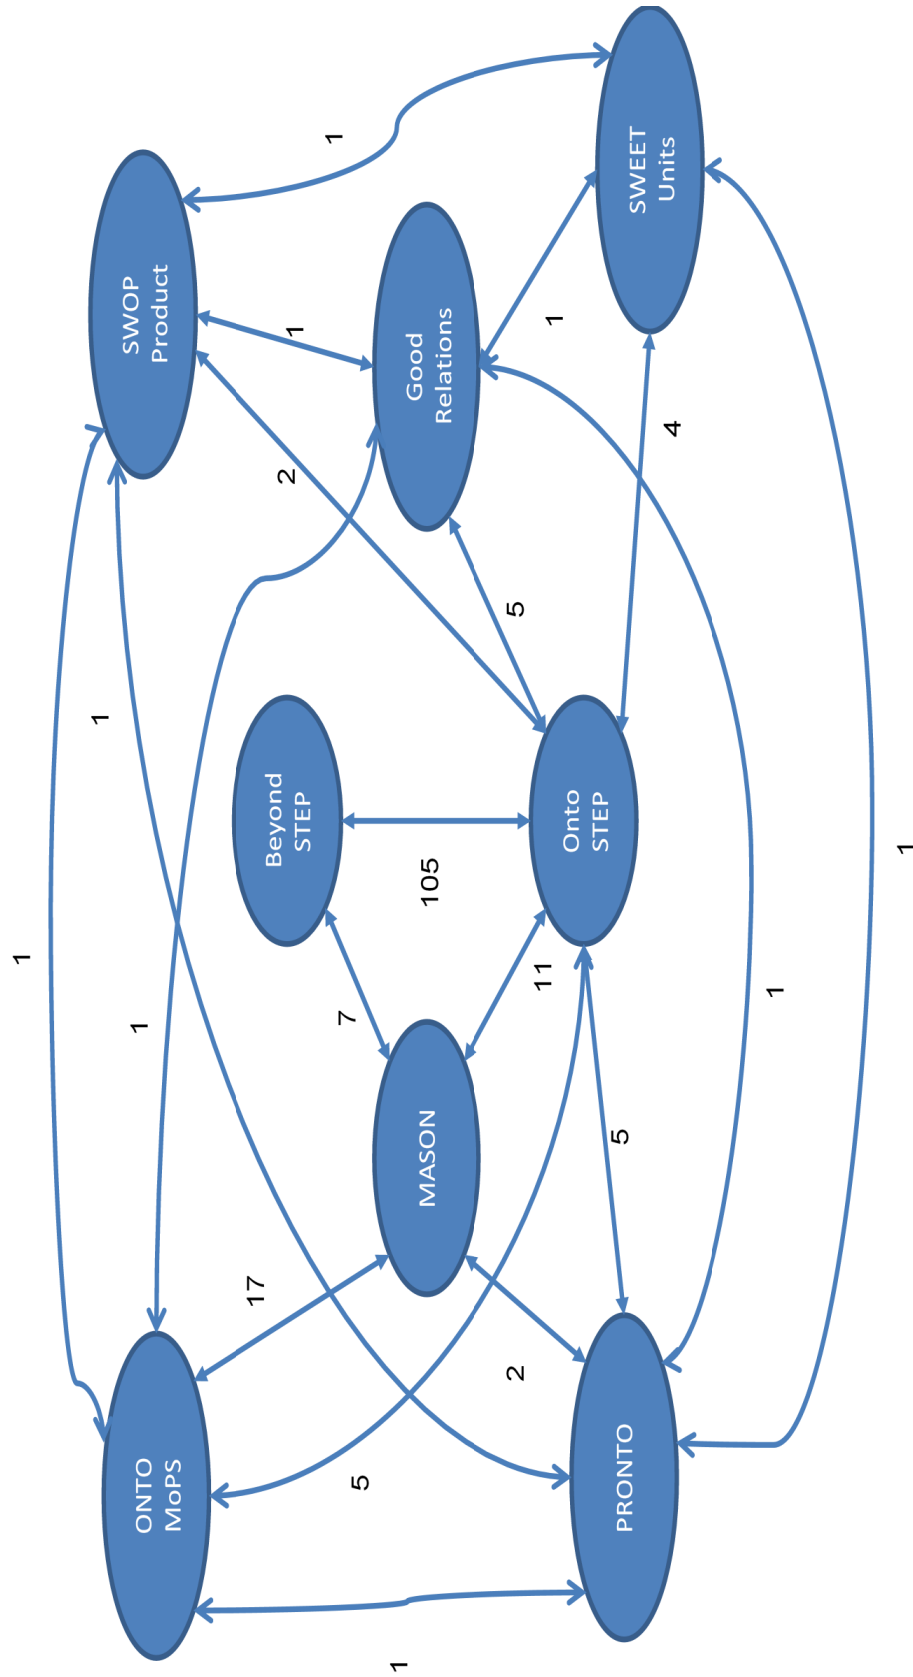 1
1
ONTO
MoPS
1
SWOP
Product
17
Beyond
STEP
2
1
1
7
5
1
MASON
105
Good
Relations
2
11
5
1
Onto
STEP
PRONTO
5
SWEET
Units
4
1
1